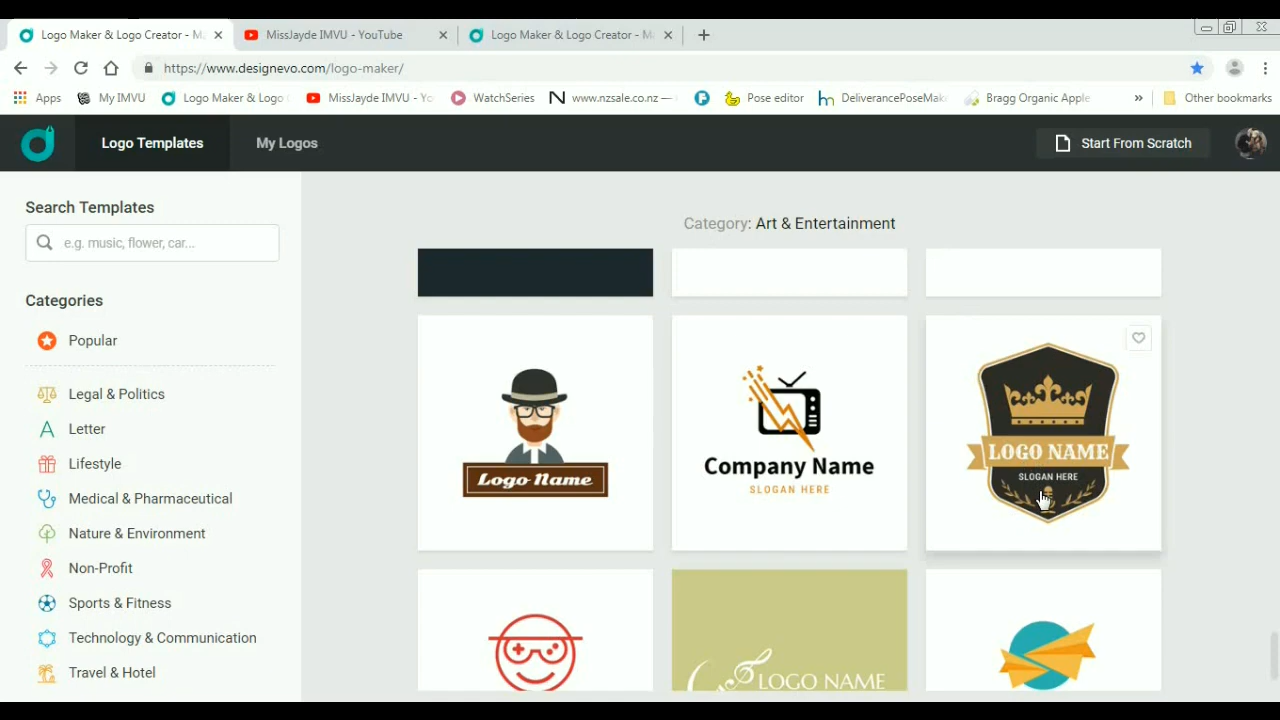 Logo Maker & Logo Creator - M
MissJayde IMVU - YouTube
Logo Maker & Logo Creator - M
https://www.designevo.com/logo-maker/
Apps
My IMVU
Logo Maker & Logo
MissJayde IMVU - Yo
WatchSeries
www.nzsale.co.nz —
Pose editor
DeliverancePoseMak
Bragg Organic Apple
»
Other bookmarks
Logo Templates
My Logos
Start From Scratch
Search Templates
e.g. music, flower, car...
Categories
Popular
Legal & Politics
Letter
Lifestyle
Medical & Pharmaceutical
Nature & Environment
Non-Profit
Sports & Fitness
Technology & Communication
Travel & Hotel
Category: Art & Entertainment
Logo Name
Company Name
SLOGAN HERE
LOGO NAME
SLOGAN HERE
LOGO NAME